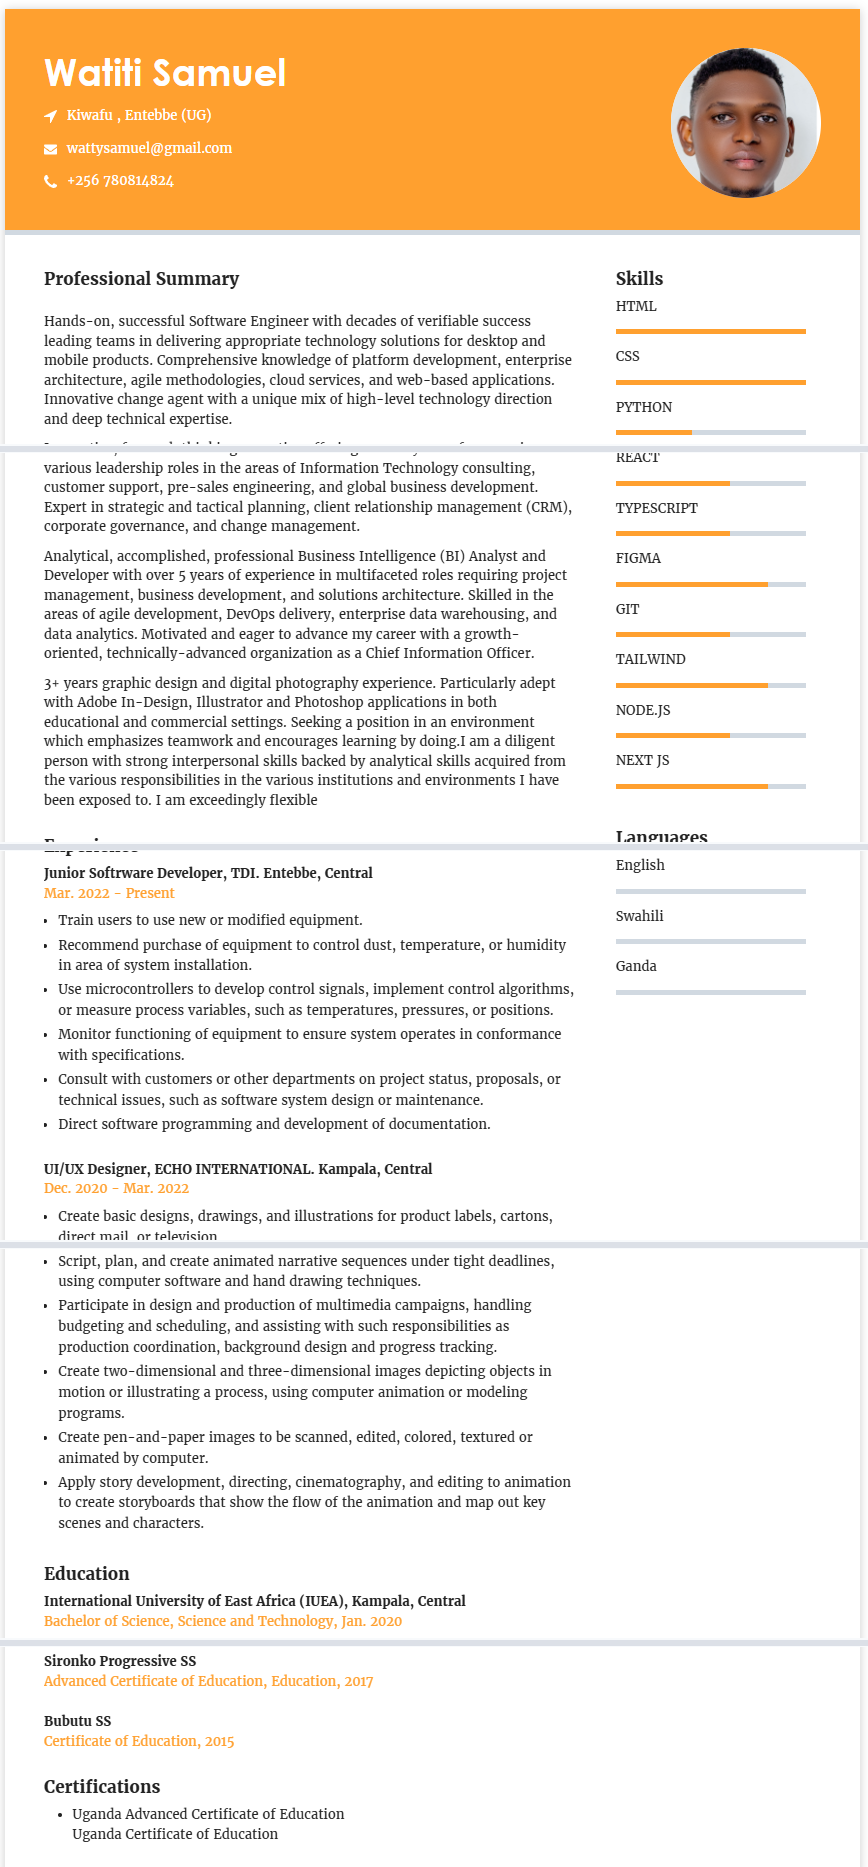 Watiti Samuel
Kiwafu , Entebbe (UG)
wattysamuel@gmail.com
+256 780814824
Professional Summary
Hands-on, successful Software Engineer with decades of verifiable success
leading teams in delivering appropriate technology solutions for desktop and
mobile products. Comprehensive knowledge of platform development, enterprise
architecture, agile methodologies, cloud services, and web-based applications.
Innovative change agent with a unique mix of high-level technology direction
and deep technical expertise.
various leadership roles in the areas of Information Technology consulting,
customer support, pre-sales engineering, and global business development.
Expert in strategic and tactical planning, client relationship management (CRM),
corporate governance, and change management.
Analytical, accomplished, professional Business Intelligence (BI) Analyst and
Developer with over 5 years of experience in multifaceted roles requiring project
management, business development, and solutions architecture. Skilled in the
areas of agile development, DevOps delivery, enterprise data warehousing, and
data analytics. Motivated and eager to advance my career with a growth-
oriented, technically-advanced organization as a Chief Information Officer.
3+ years graphic design and digital photography experience. Particularly adept
with Adobe In-Design, Illustrator and Photoshop applications in both
educational and commercial settings. Seeking a position in an environment
which emphasizes teamwork and encourages learning by doing.I am a diligent
person with strong interpersonal skills backed by analytical skills acquired from
the various responsibilities in the various institutions and environments I have
been exposed to. I am exceedingly flexible
Experience
Junior Softrware Developer, TDI. Entebbe, Central
Mar. 2022 - Present
• Train users to use new or modified equipment.
• Recommend purchase of equipment to control dust, temperature, or humidity
in area of system installation.
• Use microcontrollers to develop control signals, implement control algorithms,
or measure process variables, such as temperatures, pressures, or positions.
• Monitor functioning of equipment to ensure system operates in conformance
with specifications.
• Consult with customers or other departments on project status, proposals, or
technical issues, such as software system design or maintenance.
• Direct software programming and development of documentation.
UI/UX Designer, ECHO INTERNATIONAL. Kampala, Central
Dec. 2020 - Mar. 2022
• Create basic designs, drawings, and illustrations for product labels, cartons,
direct mail, or television.
• Script, plan, and create animated narrative sequences under tight deadlines,
using computer software and hand drawing techniques.
• Participate in design and production of multimedia campaigns, handling
budgeting and scheduling, and assisting with such responsibilities as
production coordination, background design and progress tracking.
• Create two-dimensional and three-dimensional images depicting objects in
motion or illustrating a process, using computer animation or modeling
programs.
• Create pen-and-paper images to be scanned, edited, colored, textured or
animated by computer.
• Apply story development, directing, cinematography, and editing to animation
to create storyboards that show the flow of the animation and map out key
scenes and characters.
Education
International University of East Africa (IUEA), Kampala, Central
Bachelor of Science, Science and Technology, Jan. 2020
Sironko Progressive SS
Advanced Certificate of Education, Education, 2017
Bubutu SS
Certificate of Education, 2015
Certifications
• Uganda Advanced Certificate of Education
Uganda Certificate of Education
Skills
HTML
CSS
PYTHON
REACT
TYPESCRIPT
FIGMA
GIT
TAILWIND
NODE.JS
NEXT JS
Languages
English
Swahili
Ganda